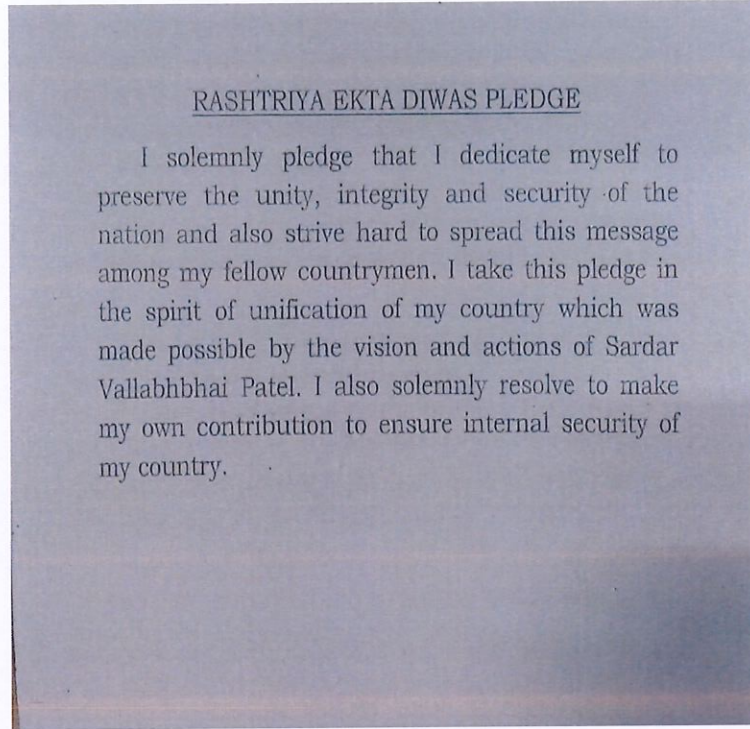 RASHTRIYA EKTA DIWAS PLEDGE
I solemnly pledge that I dedicate myself to
preserve the unity, integrity and security of the
nation and also strive hard to spread this message
among my fellow countrymen. I take this pledge in
the spirit of unification of my country which was
made possible by the vision and actions of Sardar
Vallabhbhai Patel. I also solemnly resolve to make
my own contribution to ensure internal security of
my country.